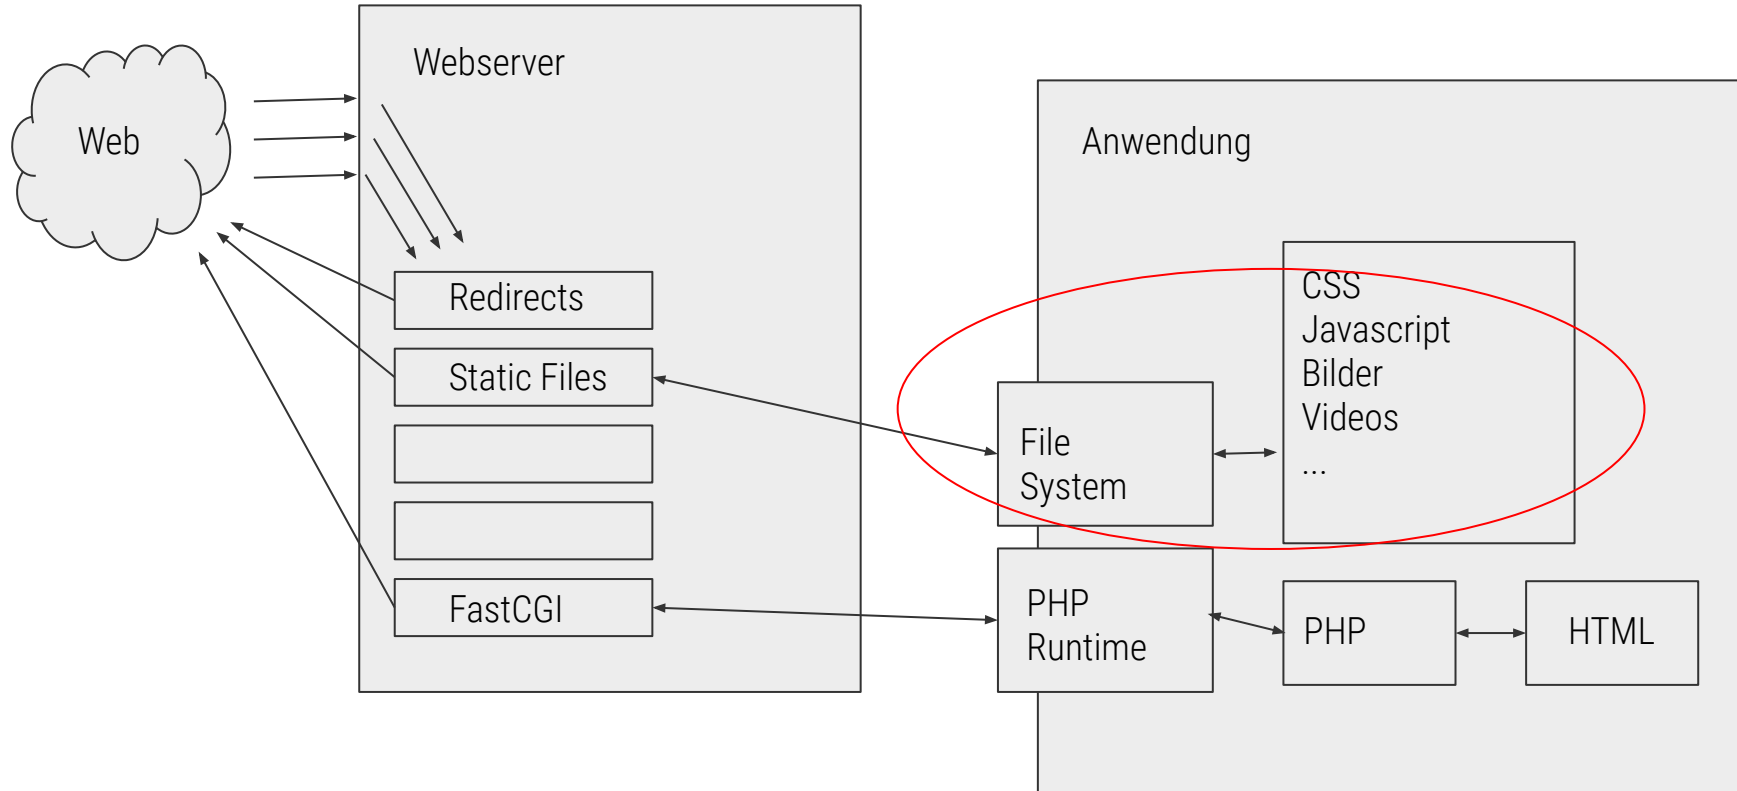 Webserver
Web
Anwendung
Redirects
Static Files
FastCGI
File
System
CSS
Javascript
Bilder
Videos
...
PHP
Runtime
PHP
HTML